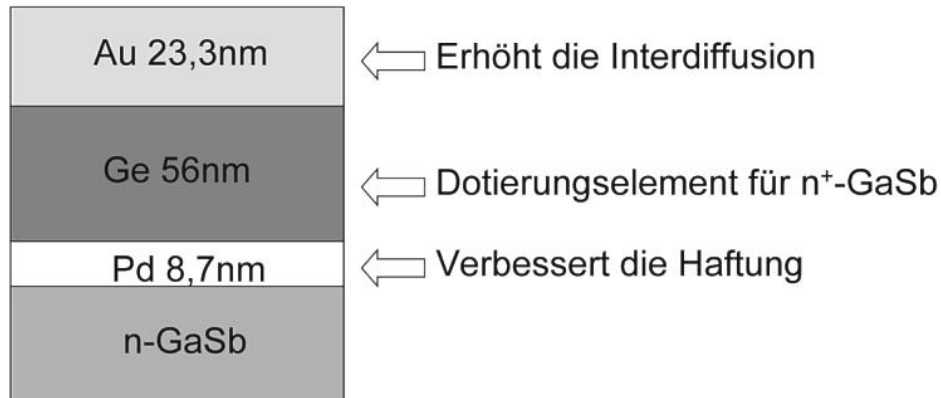 Au 23,3nm
Erhöht die Interdiffusion
Ge 56nm
Dotierungselement für n⁺-GaSb
Pd 8,7nm
Verbessert die Haftung
n-GaSb